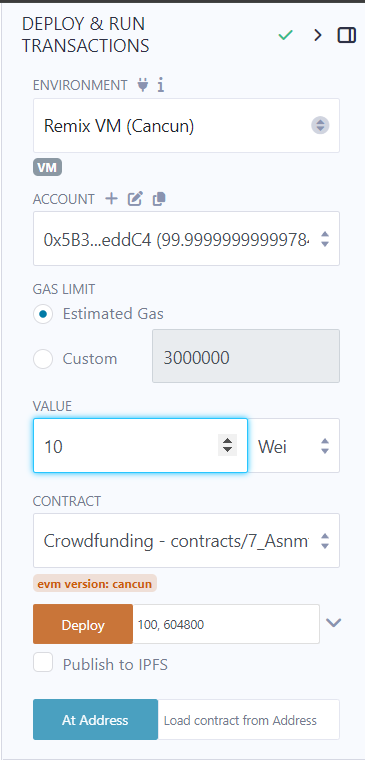 DEPLOY & RUN
TRANSACTIONS
ENVIRONMENT
Remix VM (Cancun)
VM
ACCOUNT
0x5B3...eddC4 (99.9999999999784
GAS LIMIT
Estimated Gas
Custom
3000000
VALUE
10
Wei
CONTRACT
Crowdfunding - contracts/7_Asnm
evm version: cancun
Deploy
100, 604800
Publish to IPFS
At Address
Load contract from Address